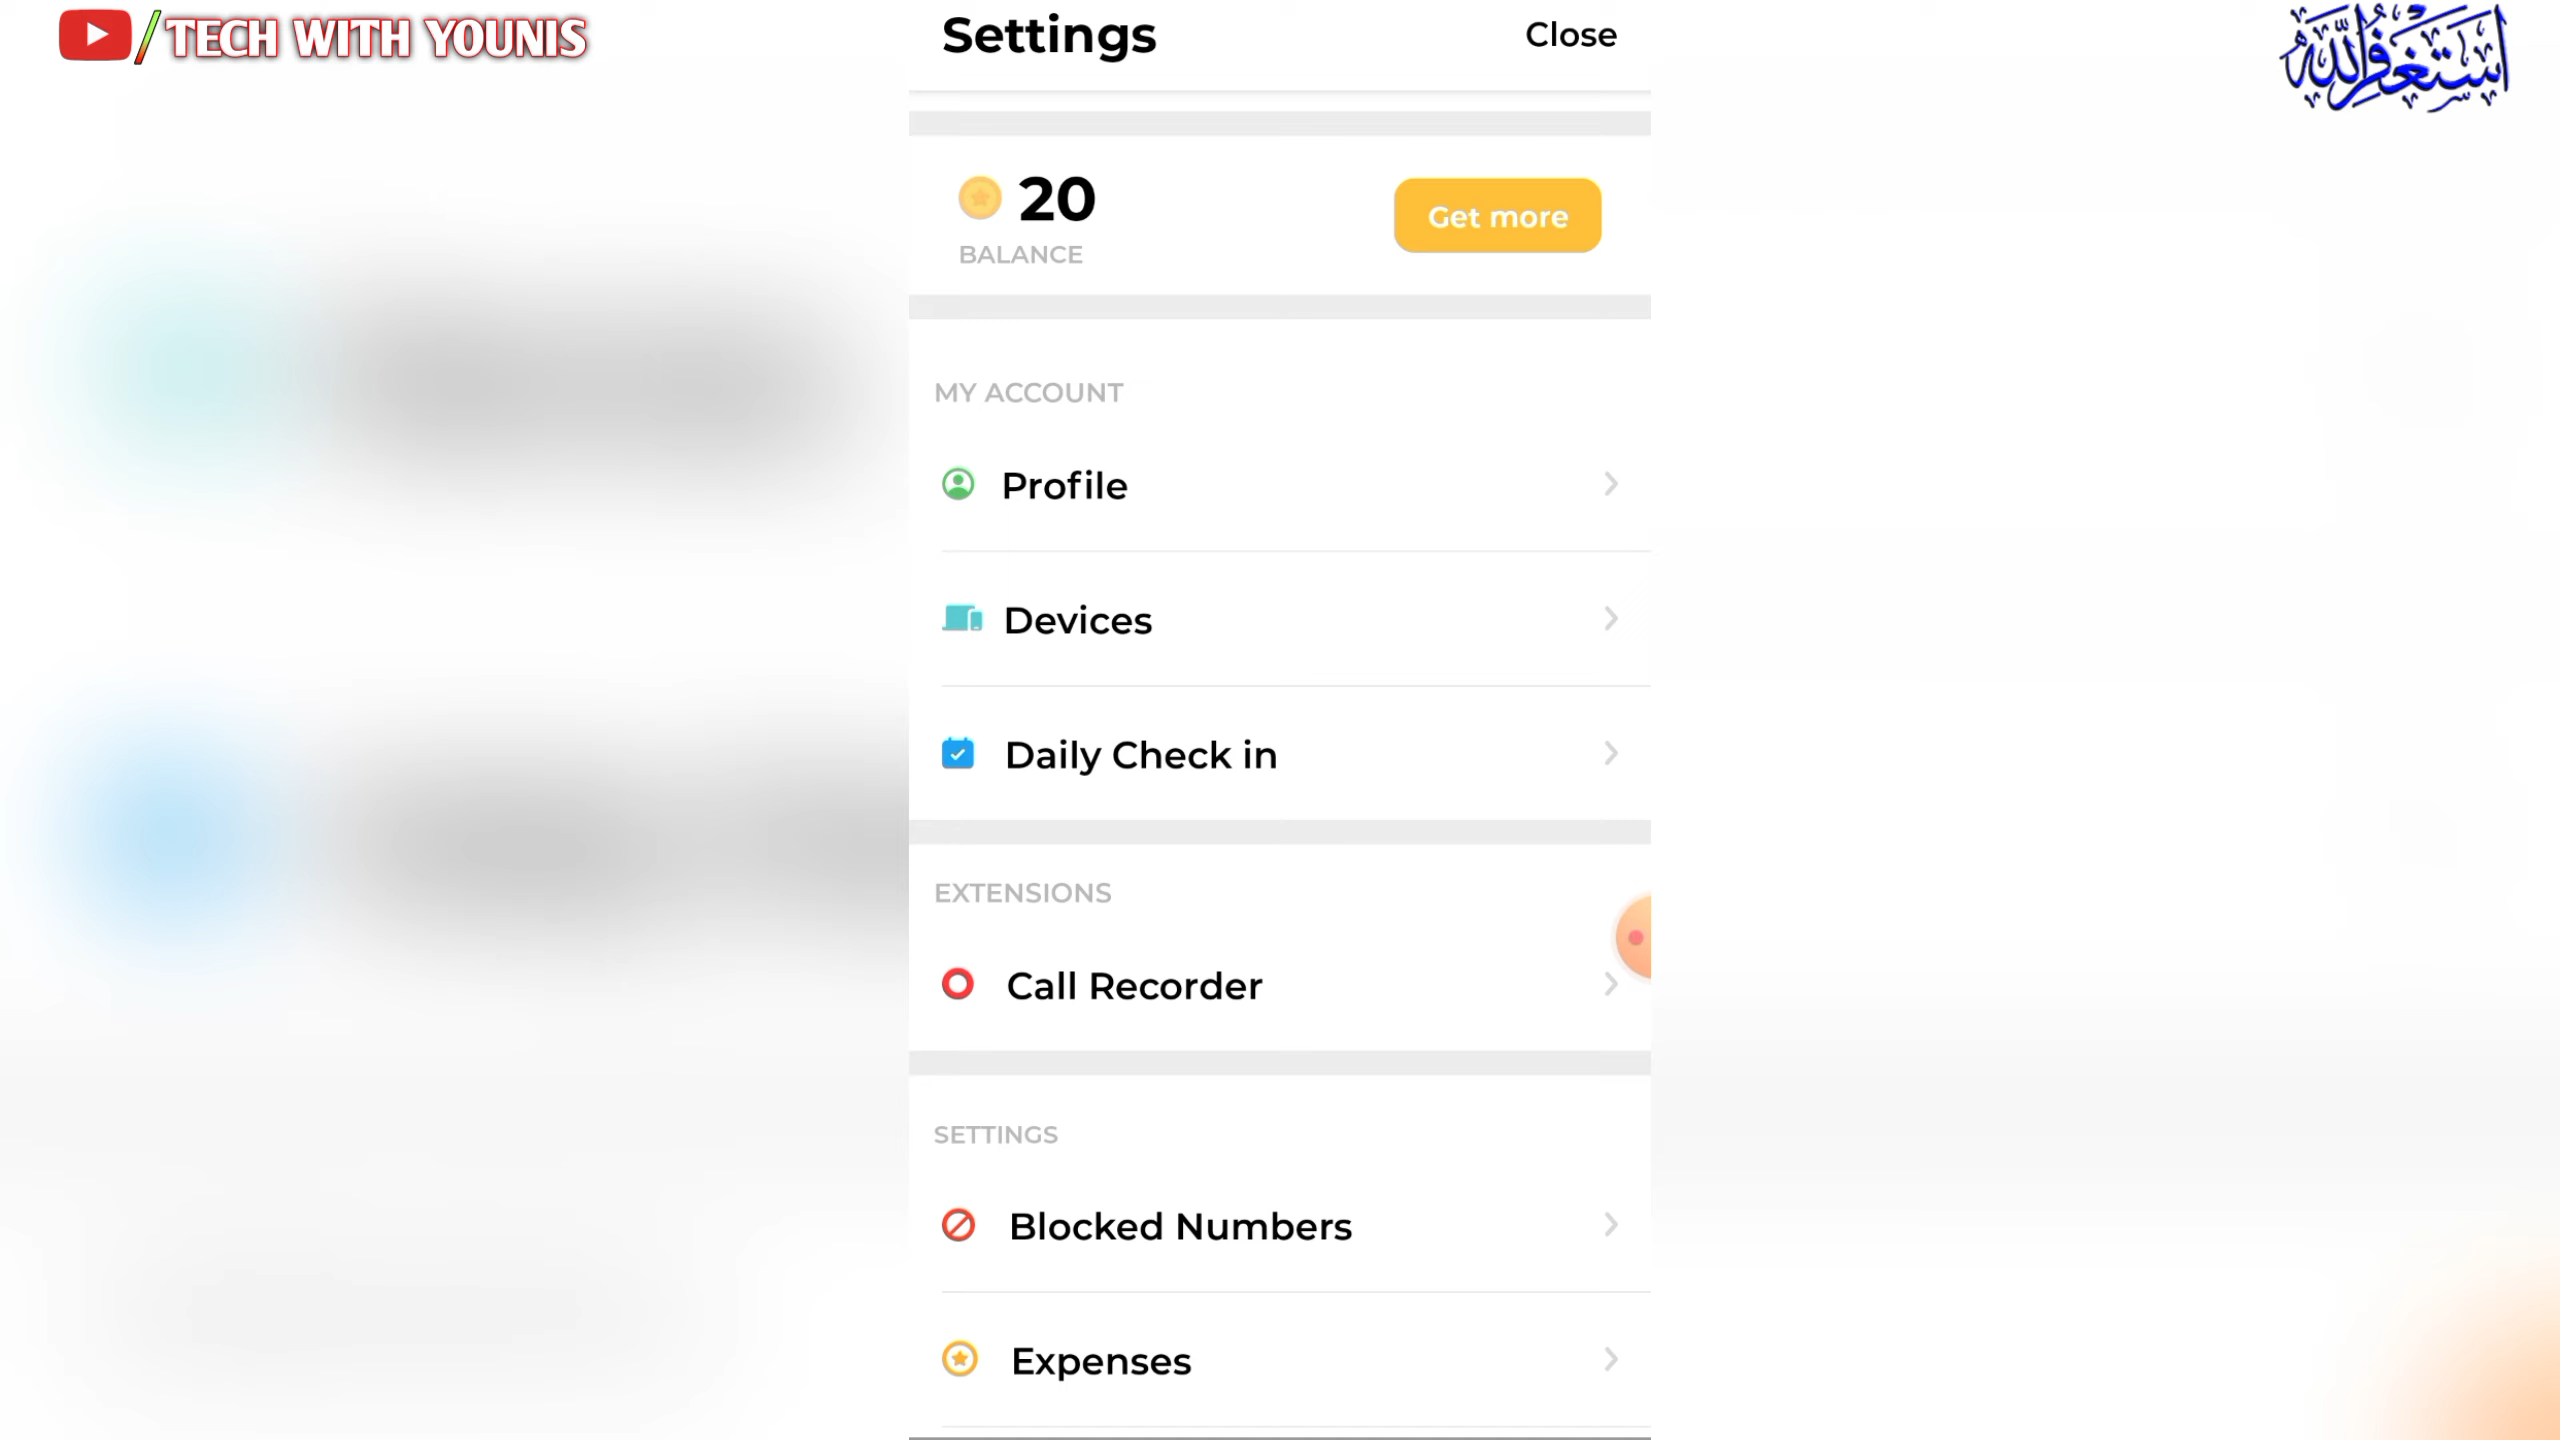 TECH WITH YOUNIS
Settings
Close
أستغفر الله
20
BALANCE
Get more
MY ACCOUNT
Profile
Devices
Daily Check in
EXTENSIONS
Call Recorder
SETTINGS
Blocked Numbers
Expenses